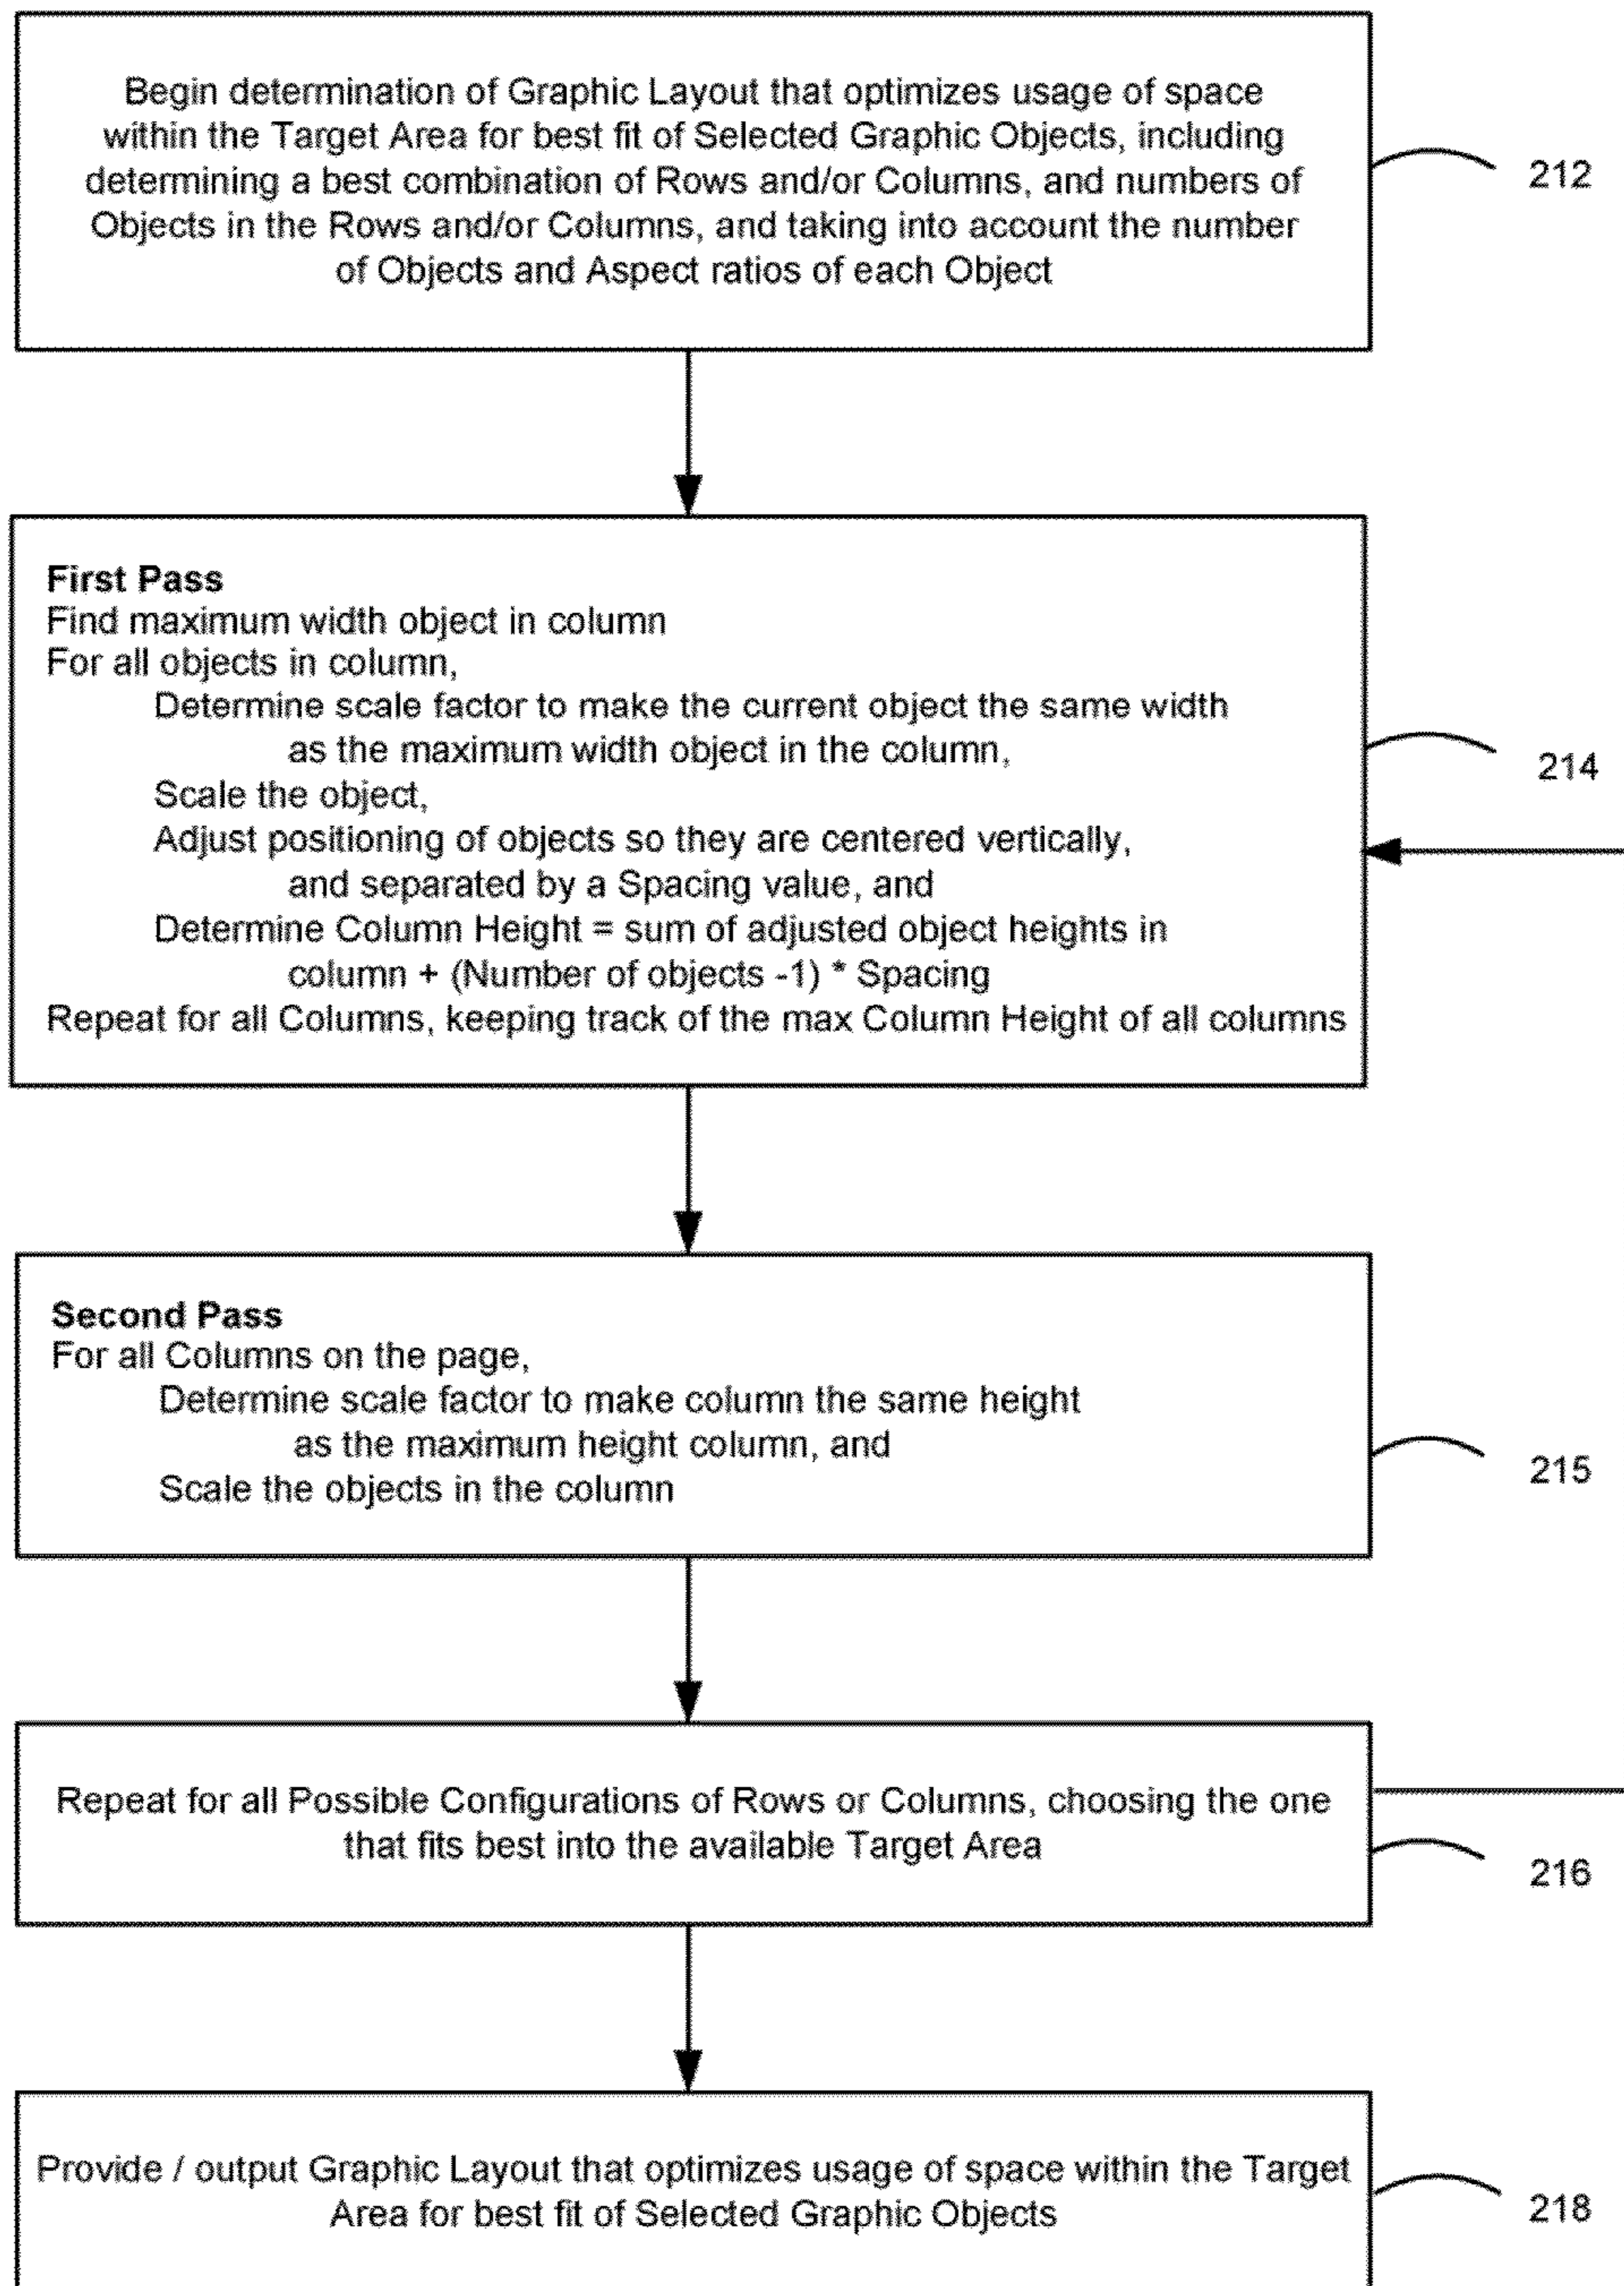 Begin determination of Graphic Layout that optimizes usage of space
within the Target Area for best fit of Selected Graphic Objects, including
determining a best combination of Rows and/or Columns, and numbers of
Objects in the Rows and/or Columns, and taking into account the number
of Objects and Aspect ratios of each Object
212
First Pass
Find maximum width object in column
For all objects in column,
Determine scale factor to make the current object the same width
as the maximum width object in the column,
Scale the object,
Adjust positioning of objects so they are centered vertically,
and separated by a Spacing value, and
Determine Column Height = sum of adjusted object heights in
column + (Number of objects -1) * Spacing
Repeat for all Columns, keeping track of the max Column Height of all columns
214
Second Pass
For all Columns on the page,
Determine scale factor to make column the same height
as the maximum height column, and
Scale the objects in the column
215
Repeat for all Possible Configurations of Rows or Columns, choosing the one
that fits best into the available Target Area
216
Provide / output Graphic Layout that optimizes usage of space within the Target
Area for best fit of Selected Graphic Objects
218